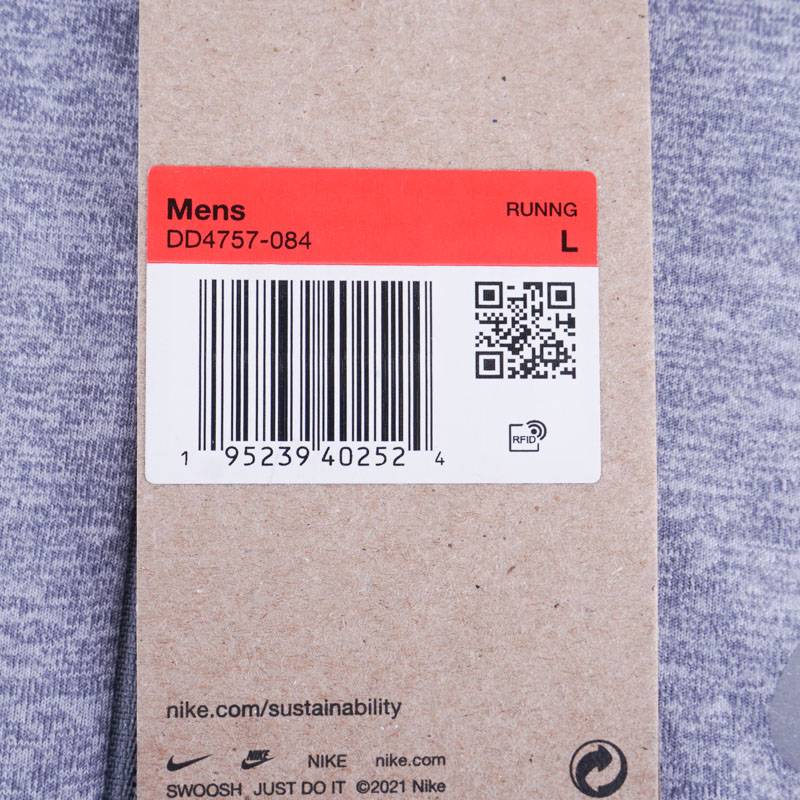 Mens RUNNG
DD4757-084 L
1 95239 40252 4
RFID
nike.com/sustainability
NIKE NIKE nike.com
SWOOSH JUST DO IT ©2021 Nike